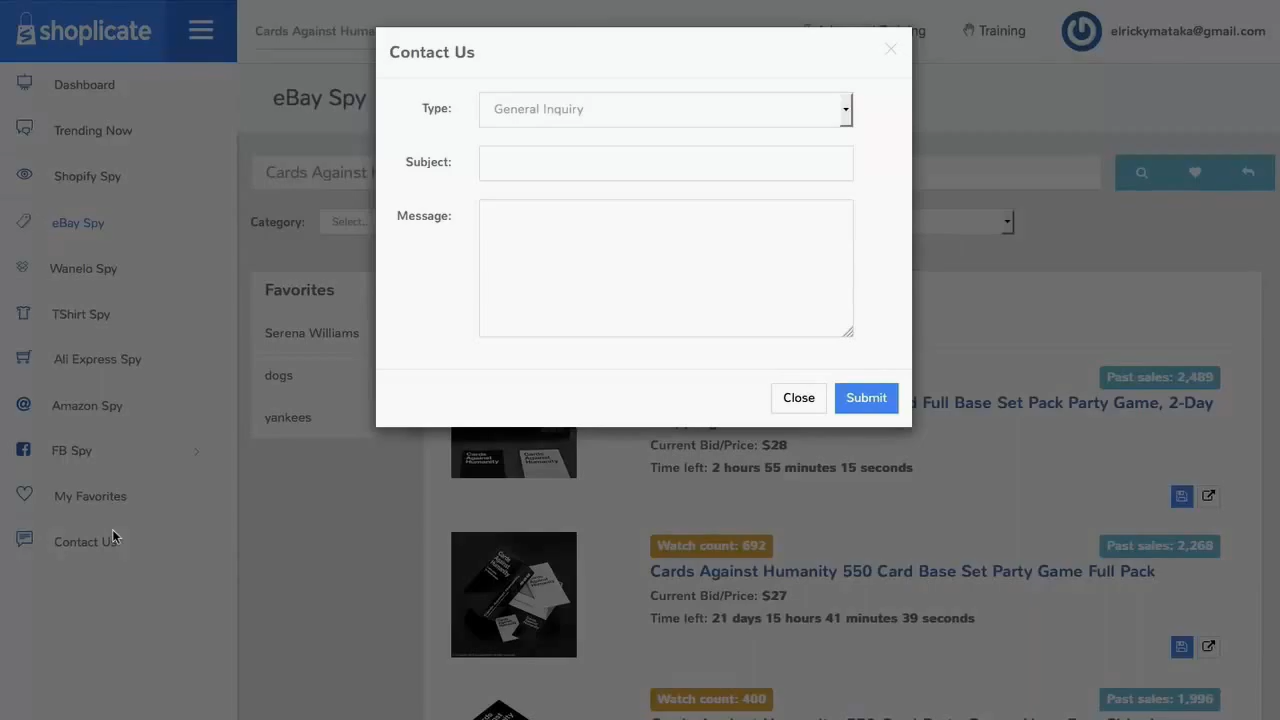 shoplicate
Cards Against Huma
Training
elrickymataka@gmail.com
Dashboard
Trending Now
Shopify Spy
eBay Spy
Wanelo Spy
TShirt Spy
Ali Express Spy
Amazon Spy
FB Spy
My Favorites
Contact Us
eBay Spy
Cards Against H
Category:
Select..
Favorites
Serena Williams
dogs
yankees
Contact Us
Type:
General Inquiry
Subject:
Message:
Close
Submit
Past sales: 2,489
d Full Base Set Pack Party Game, 2-Day
Current Bid/Price: $28
Time left: 2 hours 55 minutes 15 seconds
Watch count: 692
Past sales: 2,268
Cards Against Humanity 550 Card Base Set Party Game Full Pack
Current Bid/Price: $27
Time left: 21 days 15 hours 41 minutes 39 seconds
Watch count: 400
Past sales: 1,996